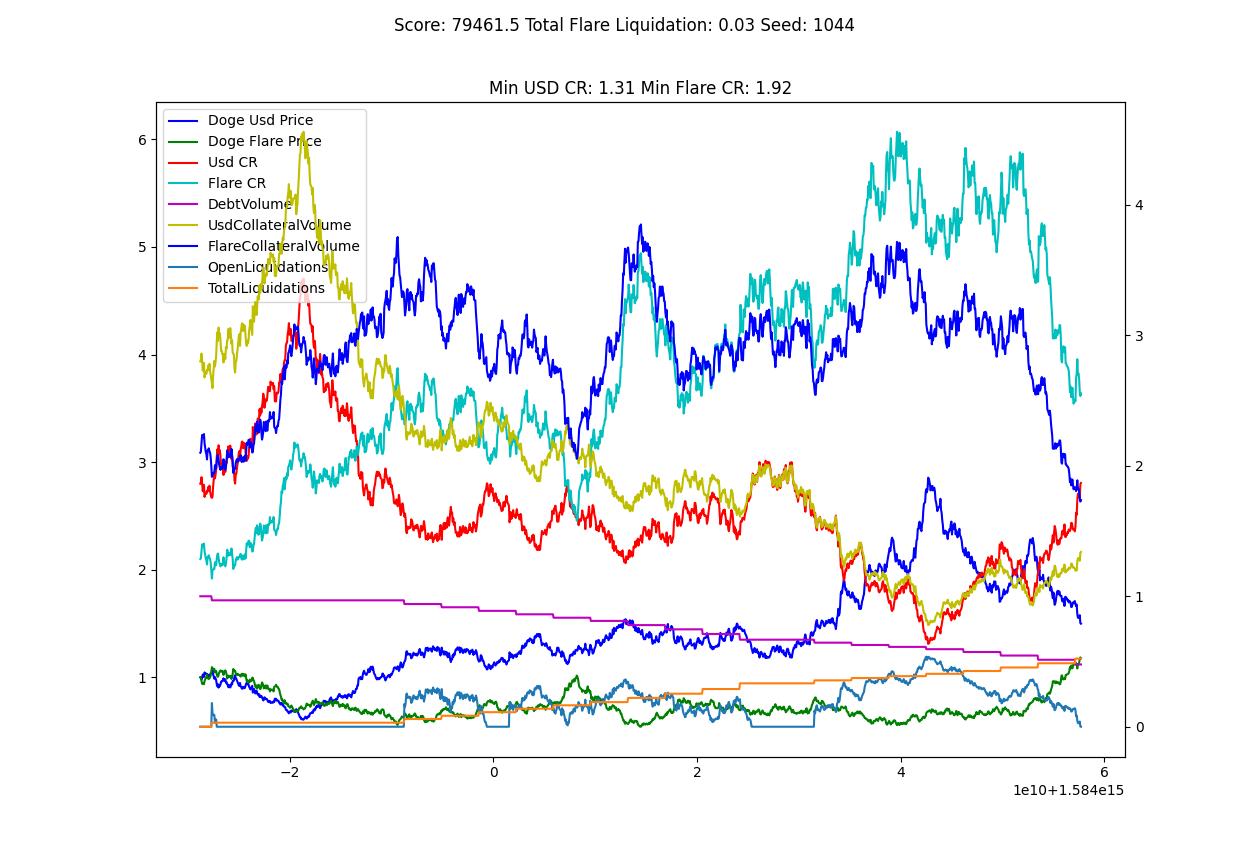 Score: 79461.5 Total Flare Liquidation: 0.03 Seed: 1044
Min USD CR: 1.31 Min Flare CR: 1.92
Doge Usd Price
Doge Flare Price
Usd CR
Flare CR
DebtVolume
UsdCollateralVolume
FlareCollateralVolume
OpenLiquidations
TotalLiquidations
6
5
4
3
2
1
4
3
2
1
0
−2
0
2
4
6
1e10+1.584e15